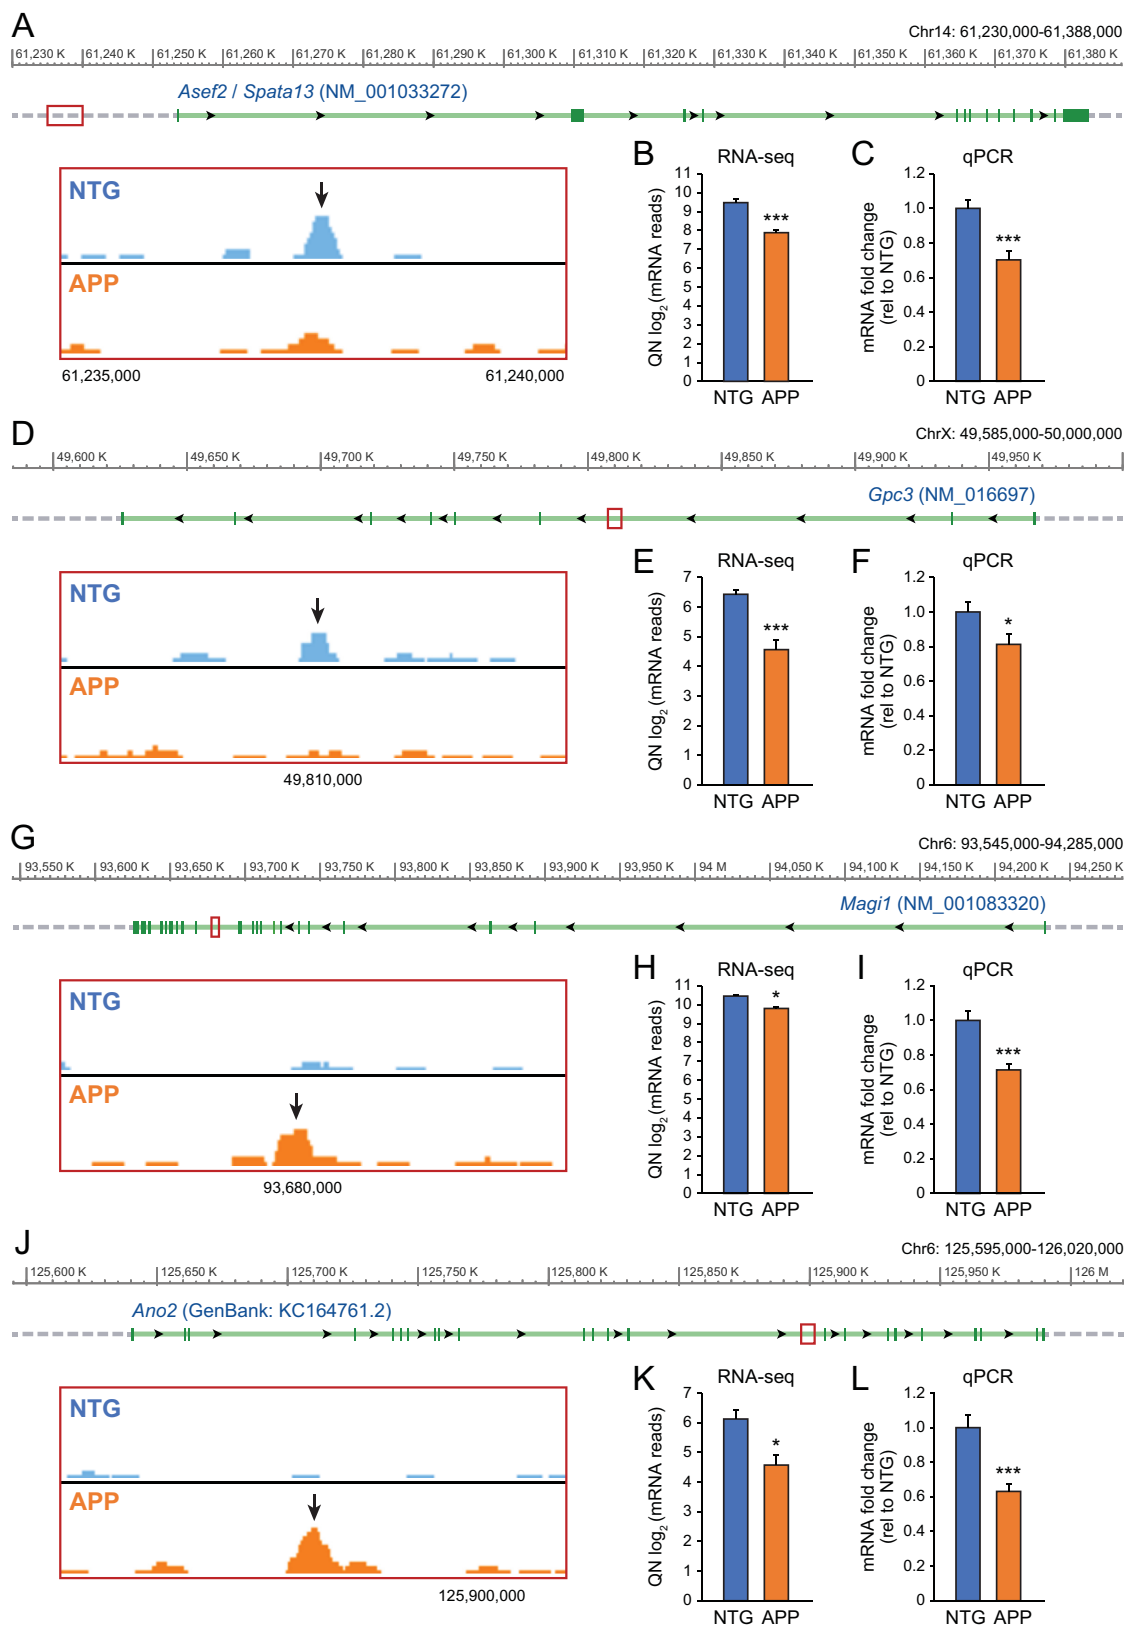 A
Chr14: 61,230,000-61,388,000
61,230 K 61,240 K 61,250 K 61,260 K 61,270 K 61,280 K 61,290 K 61,300 K 61,310 K 61,320 K 61,330 K 61,340 K 61,350 K 61,360 K 61,370 K 61,380 K
Asef2 / Spata13 (NM_001033272)
NTG
APP
61,235,000 61,240,000
B
RNA-seq
QN log2 (mRNA reads)
11
10
9
8
7
6
5
4
3
2
1
0
***
NTG APP
C
qPCR
mRNA fold change
(rel to NTG)
1.2
1.0
0.8
0.6
0.4
0.2
0
***
NTG APP
D
ChrX: 49,585,000-50,000,000
49,600 K 49,650 K 49,700 K 49,750 K 49,800 K 49,850 K 49,900 K 49,950 K
Gpc3 (NM_016697)
NTG
APP
49,810,000
E
RNA-seq
QN log2 (mRNA reads)
7
6
5
4
3
2
1
0
***
NTG APP
F
qPCR
mRNA fold change
(rel to NTG)
1.2
1.0
0.8
0.6
0.4
0.2
0
*
NTG APP
G
Chr6: 93,545,000-94,285,000
93,550 K 93,600 K 93,650 K 93,700 K 93,750 K 93,800 K 93,850 K 93,900 K 93,950 K 94 M 94,050 K 94,100 K 94,150 K 94,200 K 94,250 K
Magi1 (NM_001083320)
NTG
APP
93,680,000
H
RNA-seq
QN log2 (mRNA reads)
11
10
9
8
7
6
5
4
3
2
1
0
*
NTG APP
I
qPCR
mRNA fold change
(rel to NTG)
1.2
1.0
0.8
0.6
0.4
0.2
0
***
NTG APP
J
Chr6: 125,595,000-126,020,000
125,600 K 125,650 K 125,700 K 125,750 K 125,800 K 125,850 K 125,900 K 125,950 K 126 M
Ano2 (GenBank: KC164761.2)
NTG
APP
125,900,000
K
RNA-seq
QN log2 (mRNA reads)
7
6
5
4
3
2
1
0
*
NTG APP
L
qPCR
mRNA fold change
(rel to NTG)
1.2
1.0
0.8
0.6
0.4
0.2
0
***
NTG APP